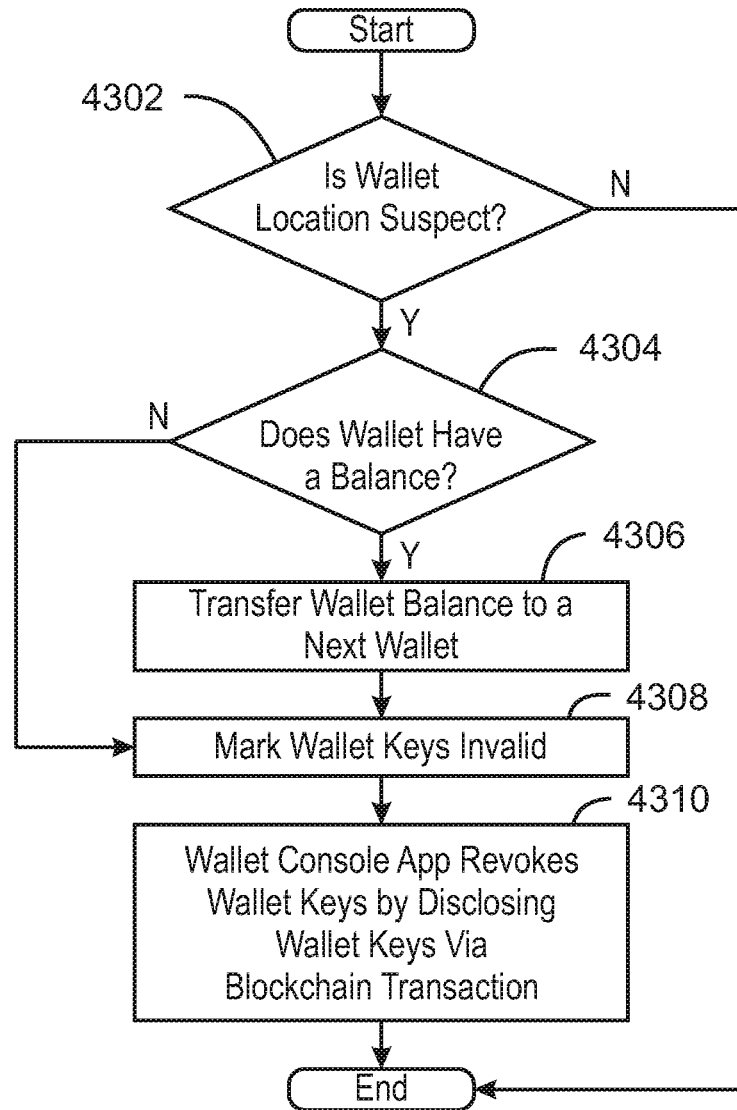 Start
4302
Is Wallet
Location Suspect?
N
Y
4304
N
Does Wallet Have
a Balance?
Y
4306
Transfer Wallet Balance to a
Next Wallet
4308
Mark Wallet Keys Invalid
4310
Wallet Console App Revokes
Wallet Keys by Disclosing
Wallet Keys Via
Blockchain Transaction
End